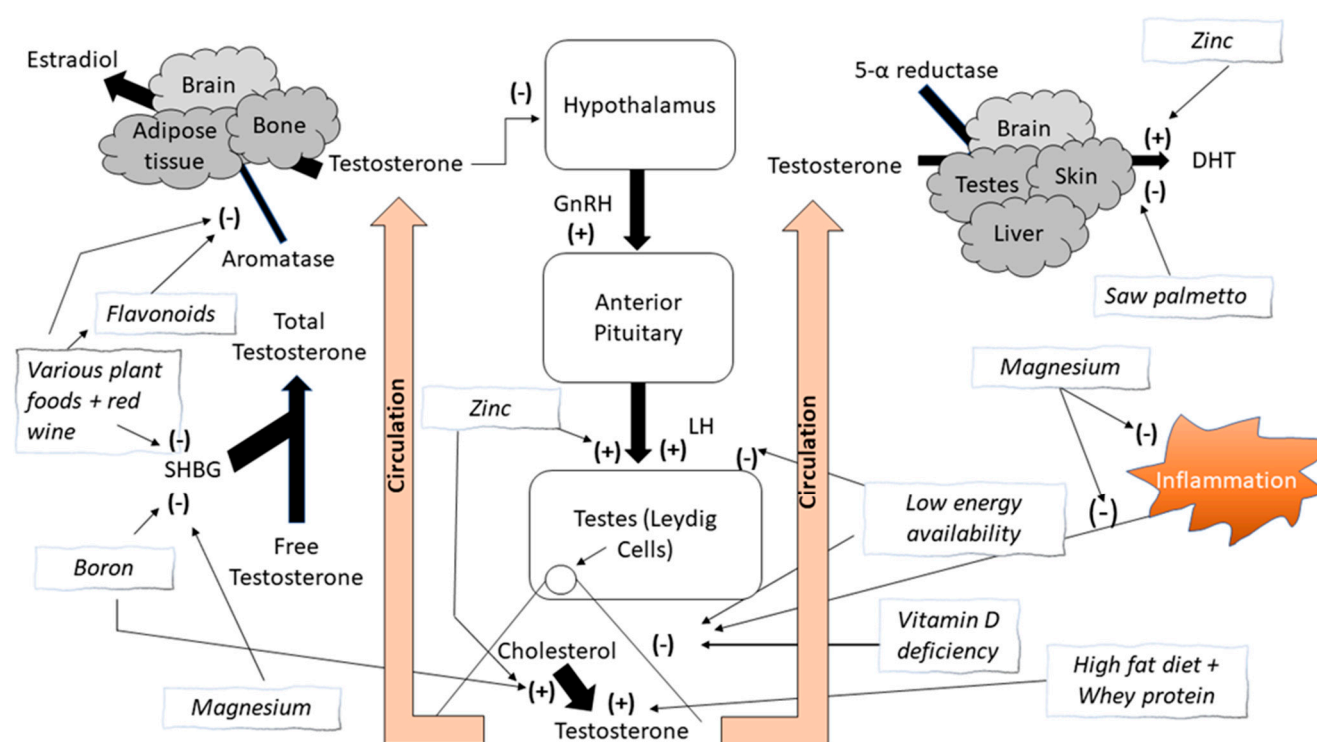 Estradiol
Brain
Adipose
tissue
Bone
Testosterone
(-)
Aromatase
(-)
Hypothalamus
GnRH
(+)
Anterior
Pituitary
LH
(+)
(+)
(-)
Testes (Leydig
Cells)
5-α reductase
Testosterone
Brain
Testes
Skin
Liver
Zinc
(+)
DHT
(-)
Saw palmetto
Flavonoids
Various plant
foods + red
wine
Total
Testosterone
(-)
SHBG
(-)
Free
Testosterone
Boron
Magnesium
Circulation
Zinc
Circulation
Magnesium
(-)
(-)
Inflammation
Low energy
availability
Vitamin D
deficiency
High fat diet +
Whey protein
(-)
Cholesterol
(+)
(+)
Testosterone